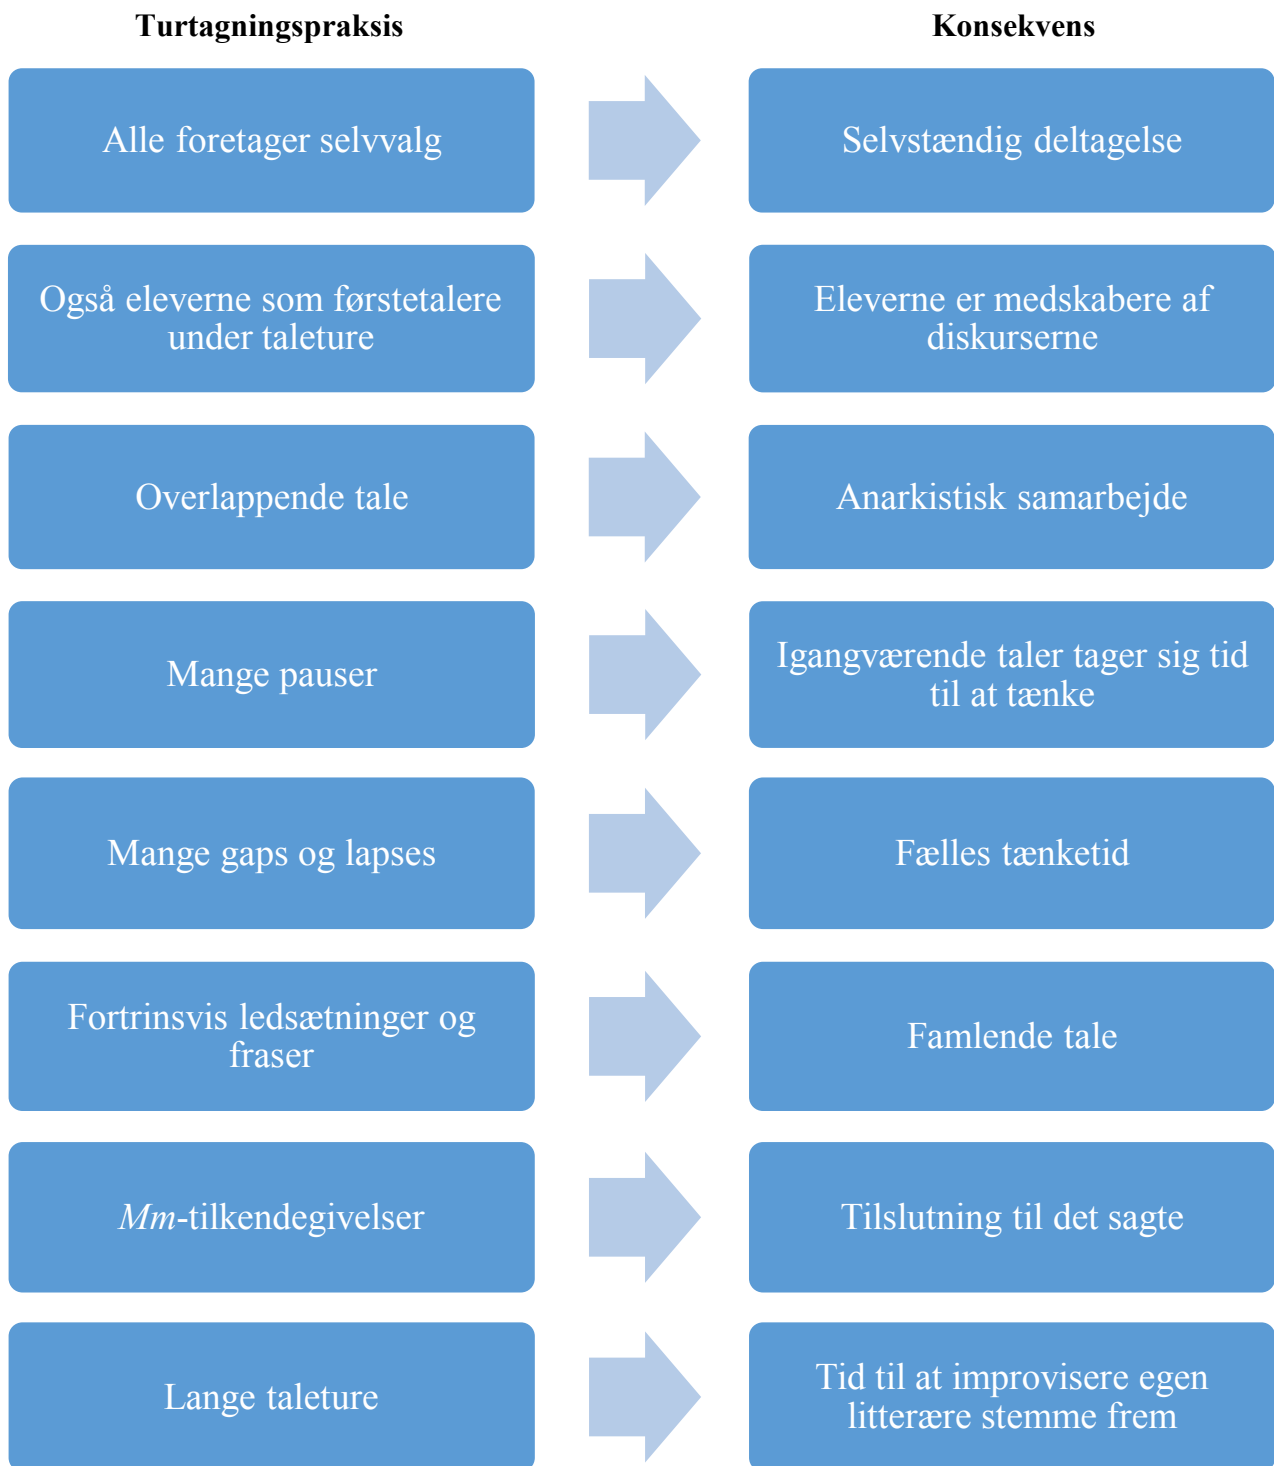 Turtagningspraksis
Konsekvens
Alle foretager selvvalg
Selvstændig deltagelse
Også eleverne som førstetalere
under taleture
Eleverne er medskabere af
diskurserne
Overlappende tale
Anarkistisk samarbejde
Mange pauser
Igangværende taler tager sig tid
til at tænke
Mange gaps og lapses
Fælles tænketid
Fortrinsvis ledsætninger og
fraser
Famlende tale
Mm-tilkendegivelser
Tilslutning til det sagte
Lange taleture
Tid til at improvisere egen
litterære stemme frem